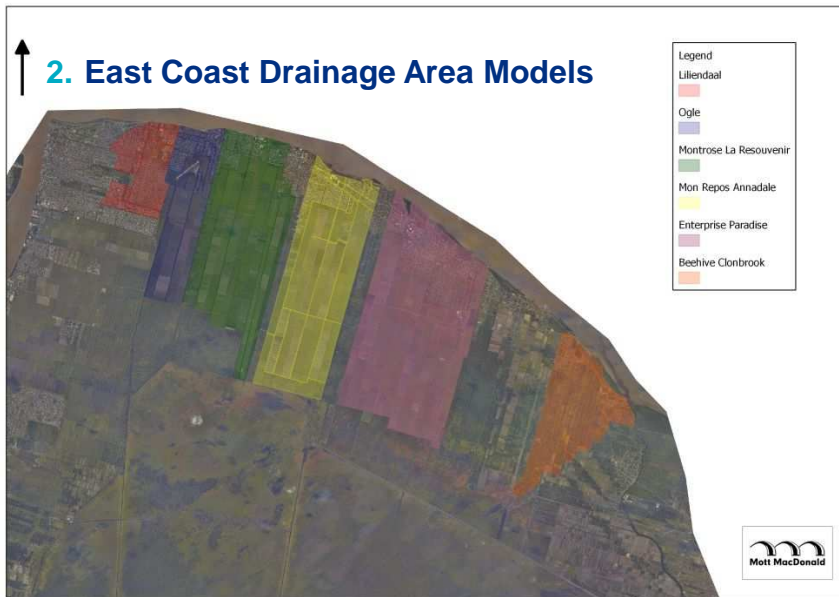 2. East Coast Drainage Area Models
Legend
Liliendaal
Ogle
Montrose La Resouvenir
Mon Repos Annadale
Enterprise Paradise
Beehive Clonbrook
Mott MacDonald